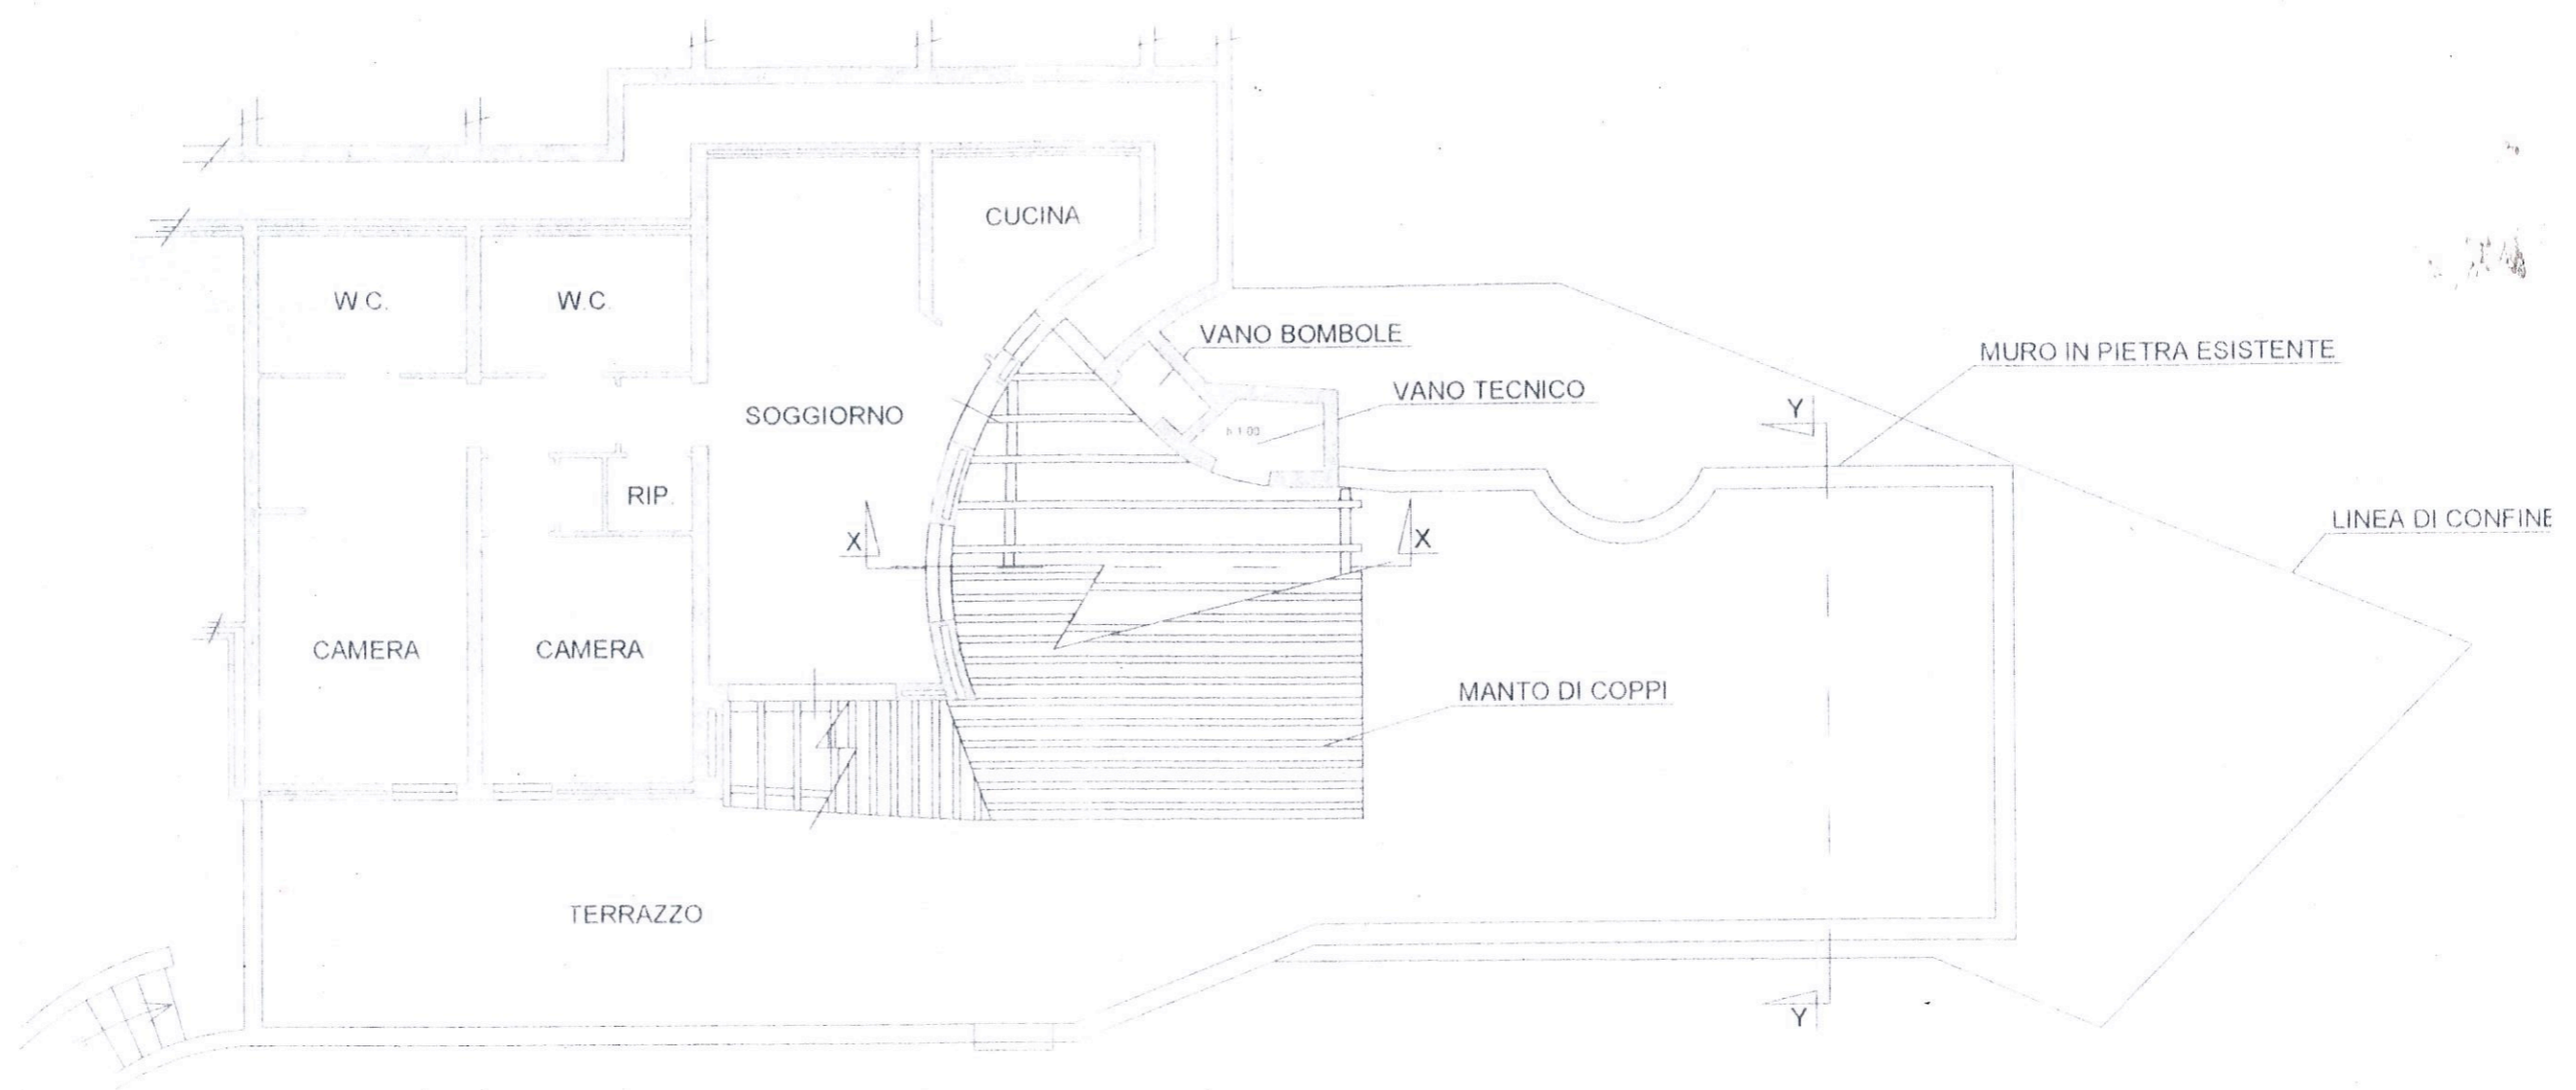 CUCINA
W.C.
W.C.
VANO BOMBOLE
MURO IN PIETRA ESISTENTE
VANO TECNICO
SOGGIORNO
Y
RIP.
LINEA DI CONFINE
X
X
CAMERA
CAMERA
MANTO DI COPPI
TERRAZZO
Y